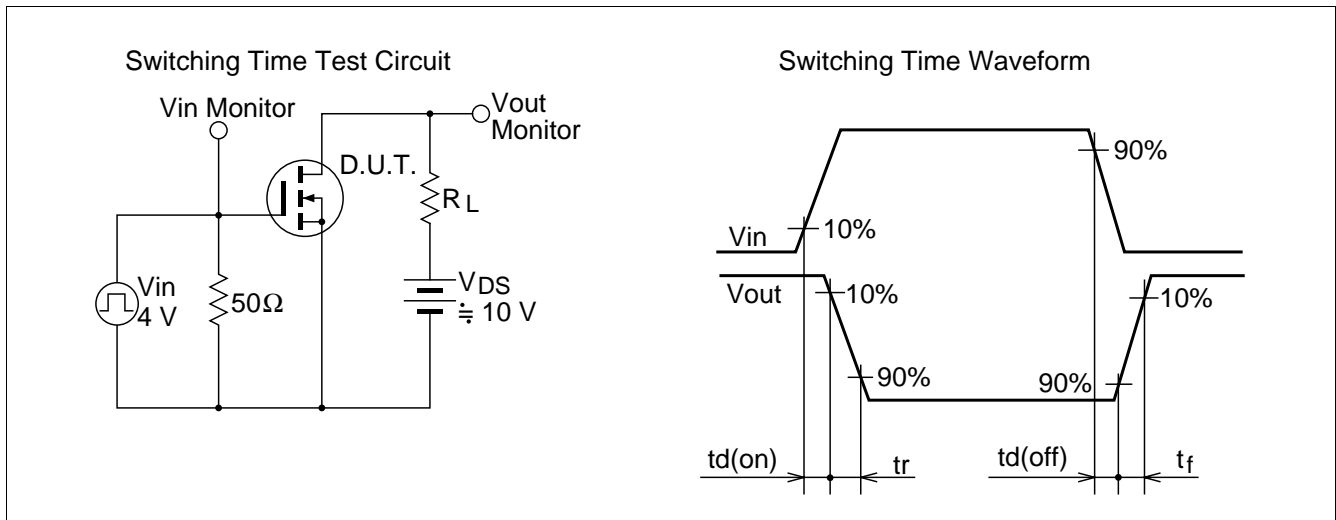 Switching Time Test Circuit
Vin Monitor
Vout
Monitor
D.U.T.
RL
Vin
4 V
50Ω
VDS
≒ 10 V
Switching Time Waveform
90%
10%
Vin
Vout
10%
10%
90%
90%
td(on)
tr
td(off)
tf